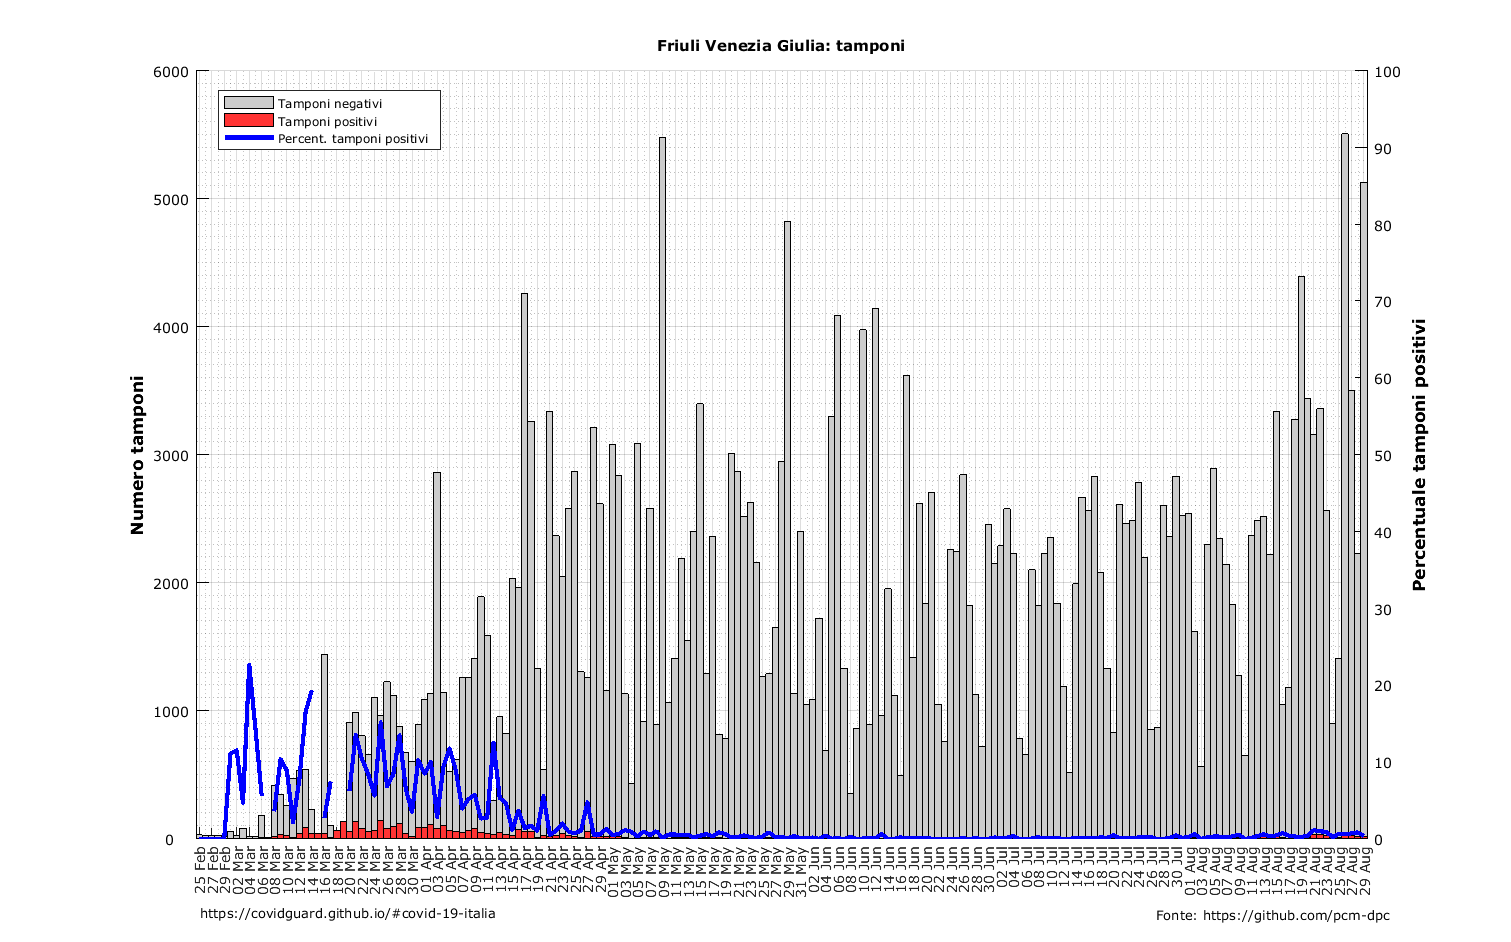 Friuli Venezia Giulia: tamponi
6000
5000
4000
3000
2000
1000
0
Numero tamponi
Tamponi negativi
Tamponi positivi
Percent. tamponi positivi
100
90
80
70
60
50
40
30
20
10
0
Percentuale tamponi positivi
25 Feb
27 Feb
29 Feb
02 Mar
04 Mar
06 Mar
08 Mar
10 Mar
12 Mar
14 Mar
16 Mar
18 Mar
20 Mar
22 Mar
24 Mar
26 Mar
28 Mar
30 Mar
01 Apr
03 Apr
05 Apr
07 Apr
09 Apr
11 Apr
13 Apr
15 Apr
17 Apr
19 Apr
21 Apr
23 Apr
25 Apr
27 Apr
29 Apr
01 May
03 May
05 May
07 May
09 May
11 May
13 May
15 May
17 May
19 May
21 May
23 May
25 May
27 May
29 May
31 May
02 Jun
04 Jun
06 Jun
08 Jun
10 Jun
12 Jun
14 Jun
16 Jun
18 Jun
20 Jun
22 Jun
24 Jun
26 Jun
28 Jun
30 Jun
02 Jul
04 Jul
06 Jul
08 Jul
10 Jul
12 Jul
14 Jul
16 Jul
18 Jul
20 Jul
22 Jul
24 Jul
26 Jul
28 Jul
30 Jul
01 Aug
03 Aug
05 Aug
07 Aug
09 Aug
11 Aug
13 Aug
15 Aug
17 Aug
19 Aug
21 Aug
23 Aug
25 Aug
27 Aug
29 Aug
https://covidguard.github.io/#covid-19-italia
Fonte: https://github.com/pcm-dpc